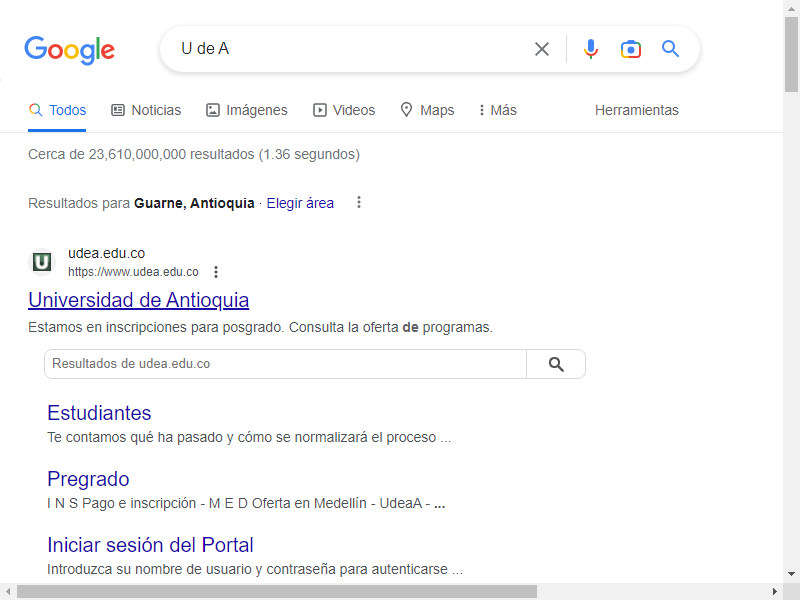 Google
U de A
Todos
Noticias
Imágenes
Videos
Maps
Más
Herramientas
Cerca de 23,610,000,000 resultados (1.36 segundos)
Resultados para Guarne, Antioquia · Elegir área
udea.edu.co
https://www.udea.edu.co
Universidad de Antioquia
Estamos en inscripciones para posgrado. Consulta la oferta de programas.
Resultados de udea.edu.co
Estudiantes
Te contamos qué ha pasado y cómo se normalizará el proceso ...
Pregrado
I N S Pago e inscripción - M E D Oferta en Medellín - UdeaA - ...
Iniciar sesión del Portal
Introduzca su nombre de usuario y contraseña para autenticarse ...